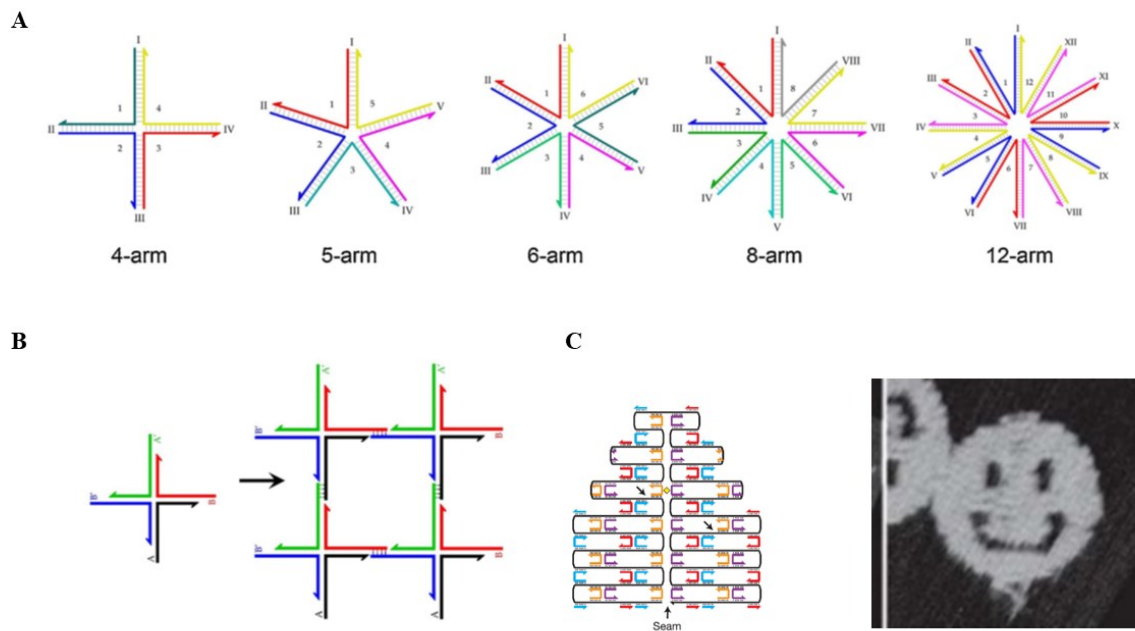 A
I
1
4
II
IV
2
3
III
4-arm
I
1
5
II
V
2
4
3
III
IV
5-arm
I
II
VI
1
6
2
5
3
4
III
V
IV
6-arm
I
II
VIII
1
8
2
7
III
VII
3
6
4
5
IV
VI
V
8-arm
I
II
XII
III
XI
1
12
2
11
3
10
IV
X
4
9
5
8
6
7
V
IX
VI
VIII
VII
12-arm
B
A'
B'
B
A
A'
A'
B'
B
B'
B
A
A
C
Seam